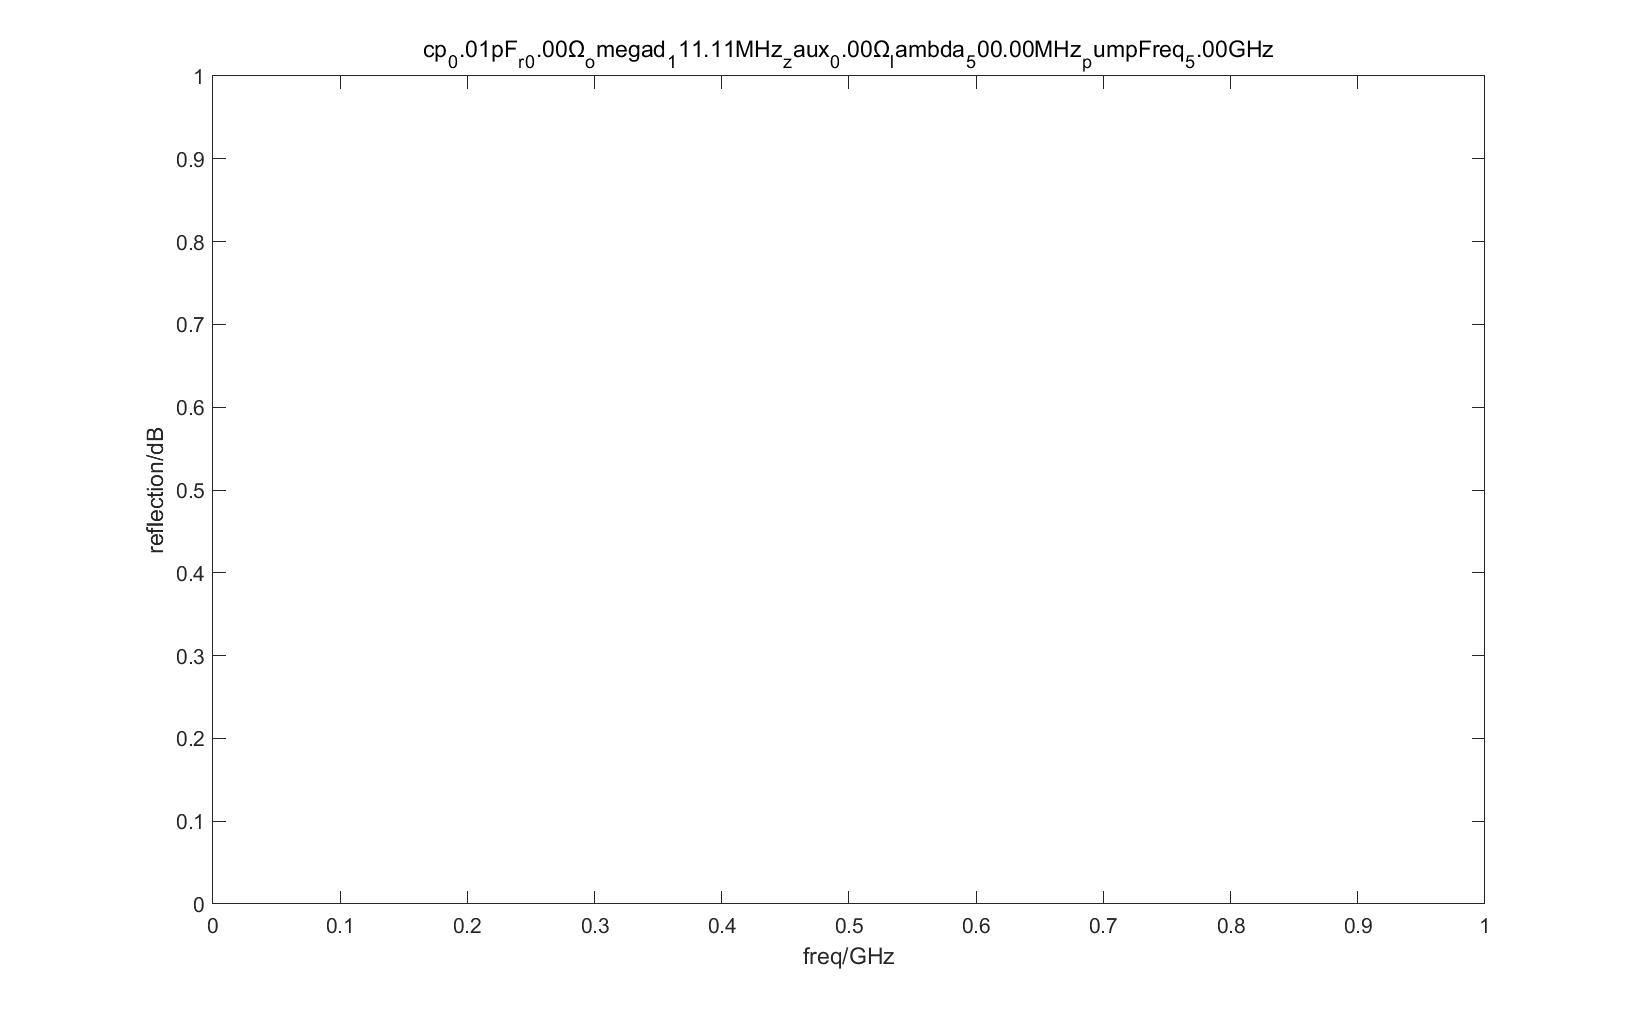 cp0.01pFr0.00Ωomegad111.11MHzzaux0.00Ωlambda500.00MHzpumpFreq5.00GHz
1
0.9
0.8
0.7
0.6
0.5
0.4
0.3
0.2
0.1
0
reflection/dB
0 0.1 0.2 0.3 0.4 0.5 0.6 0.7 0.8 0.9 1
freq/GHz